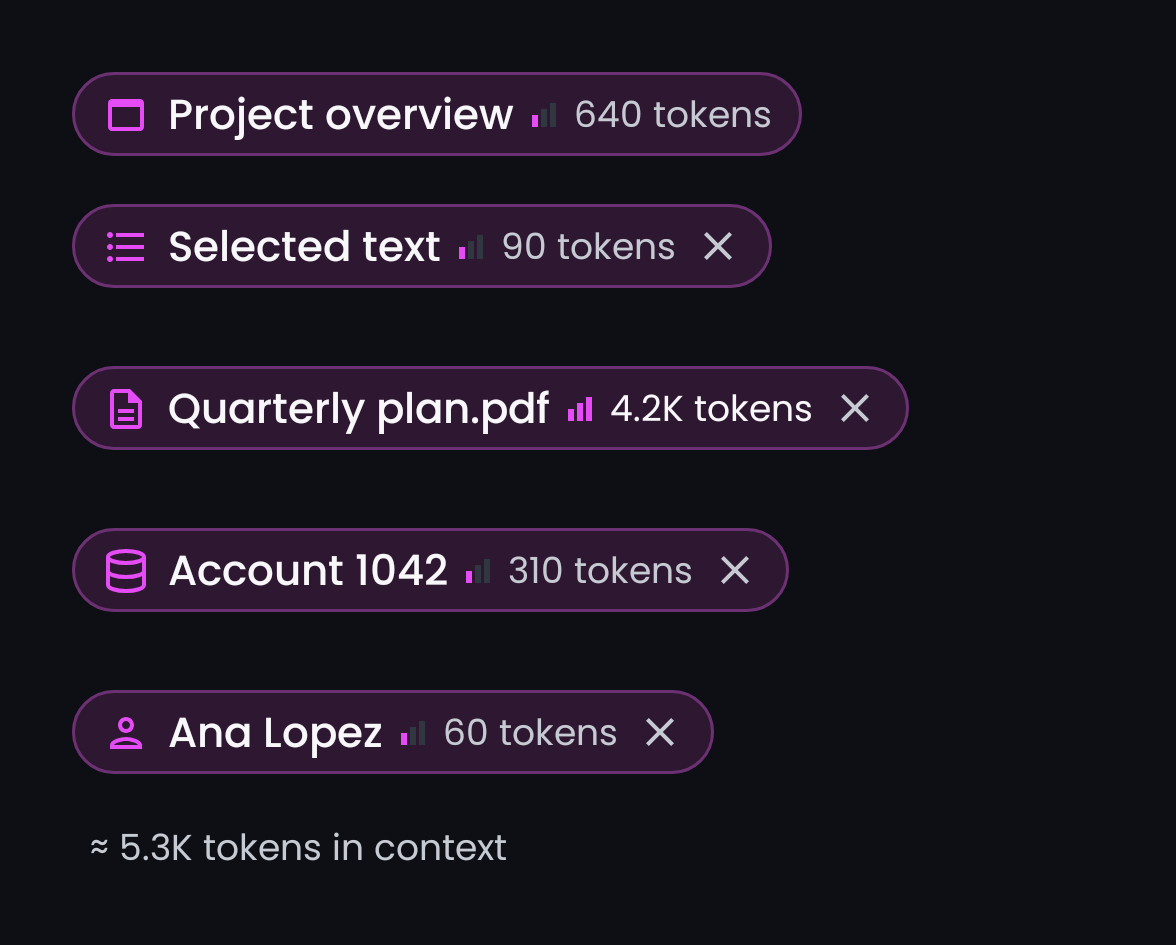 Project overview 640 tokens
Selected text 90 tokens
Quarterly plan.pdf 4.2K tokens
Account 1042 310 tokens
Ana Lopez 60 tokens
≈ 5.3K tokens in context